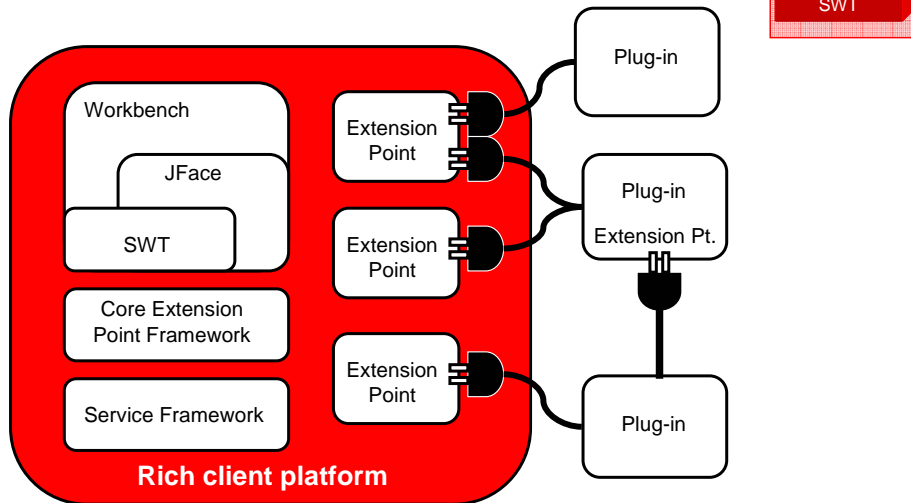 SWT
Plug-in
Workbench
Extension
Point
JFace
Plug-in
SWT
Extension
Point
Extension Pt.
Core Extension
Point Framework
Extension
Point
Service Framework
Plug-in
Rich client platform